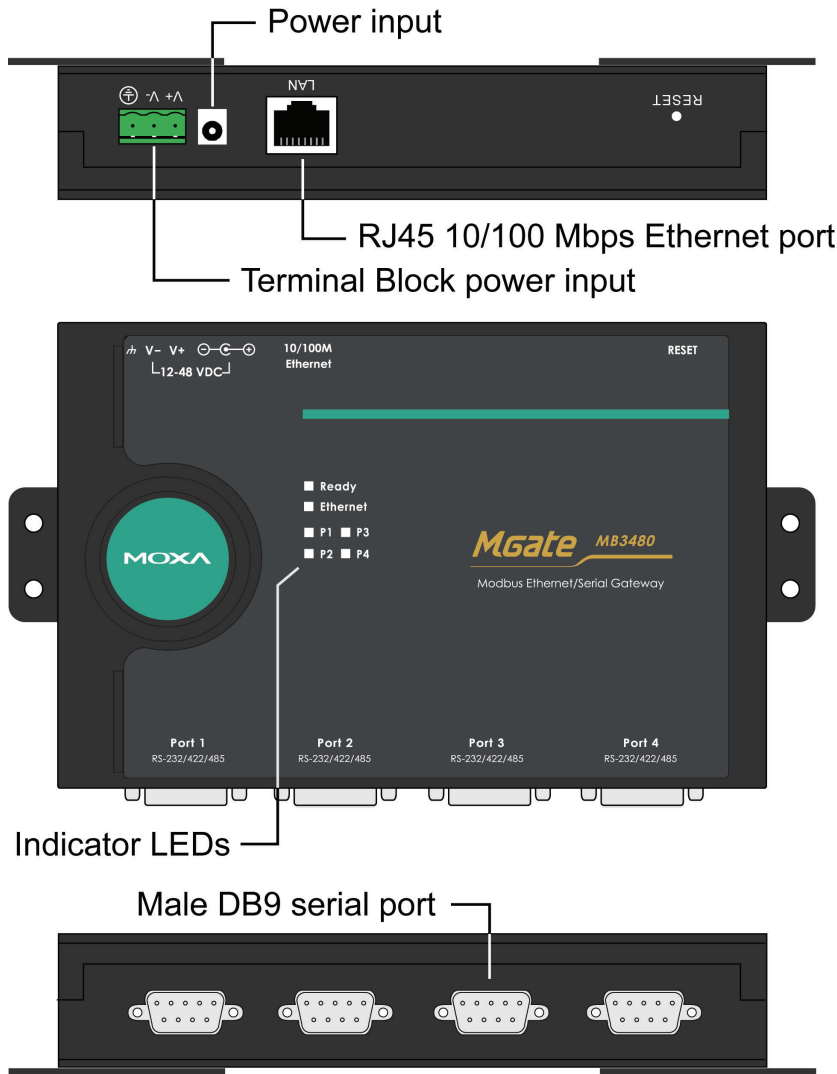 Power input
V- V+
LAN
RESET
RJ45 10/100 Mbps Ethernet port
Terminal Block power input
V- V+
12-48 VDC
10/100M
Ethernet
RESET
Ready
Ethernet
P1 P3
P2 P4
MOXA
MGate MB3480
Modbus Ethernet/Serial Gateway
Port 1
RS-232/422/485
Port 2
RS-232/422/485
Port 3
RS-232/422/485
Port 4
RS-232/422/485
Indicator LEDs
Male DB9 serial port